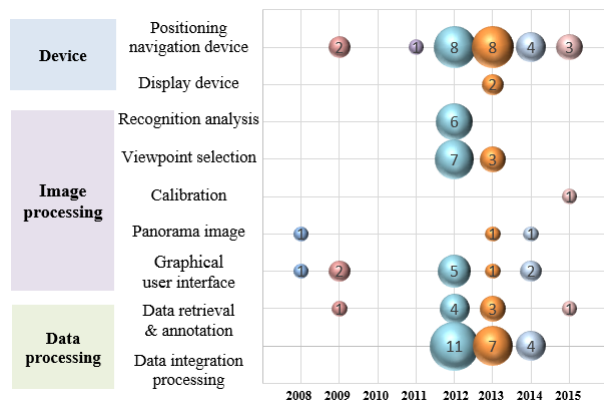 Device
Positioning
navigation device
2
1
8
8
4
3
Display device
2
Image
processing
Recognition analysis
6
Viewpoint selection
7
3
Calibration
1
Panorama image
1
1
1
Graphical
user interface
1
2
5
1
2
Data
processing
Data retrieval
& annotation
1
4
3
1
Data integration
processing
11
7
4
2008 2009 2010 2011 2012 2013 2014 2015